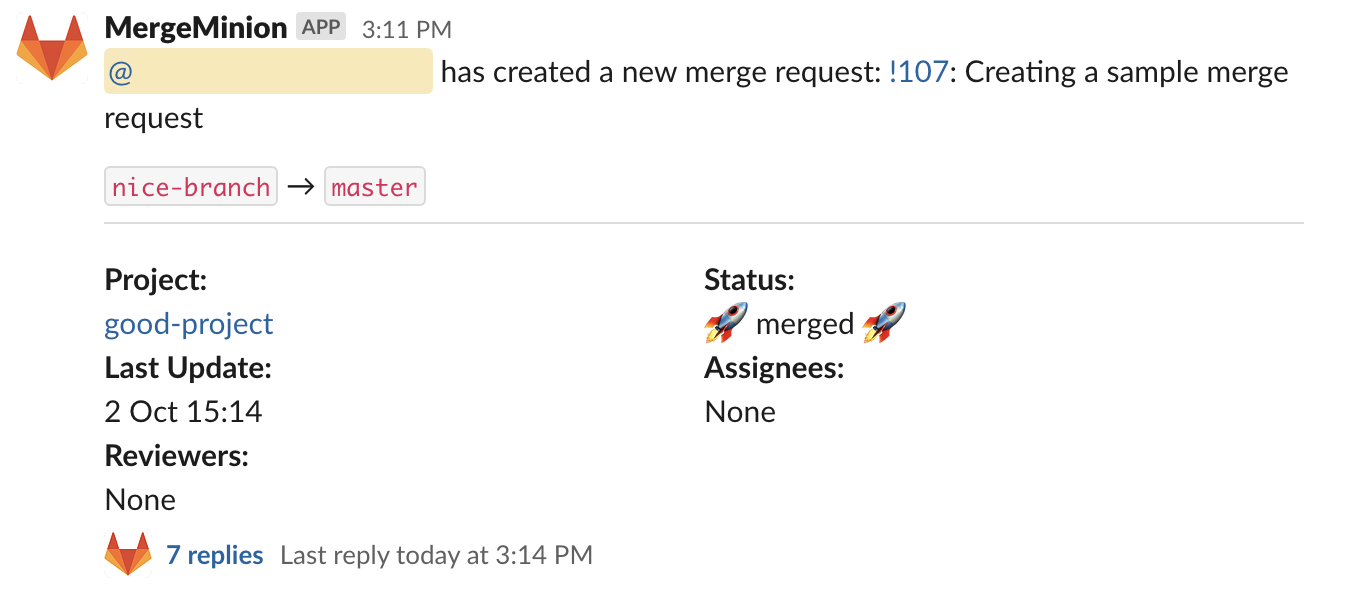 MergeMinion APP 3:11 PM
@ has created a new merge request: !107: Creating a sample merge
request
nice-branch → master
Project:
good-project
Last Update:
2 Oct 15:14
Reviewers:
None
Status:
🚀 merged 🚀
Assignees:
None
7 replies Last reply today at 3:14 PM